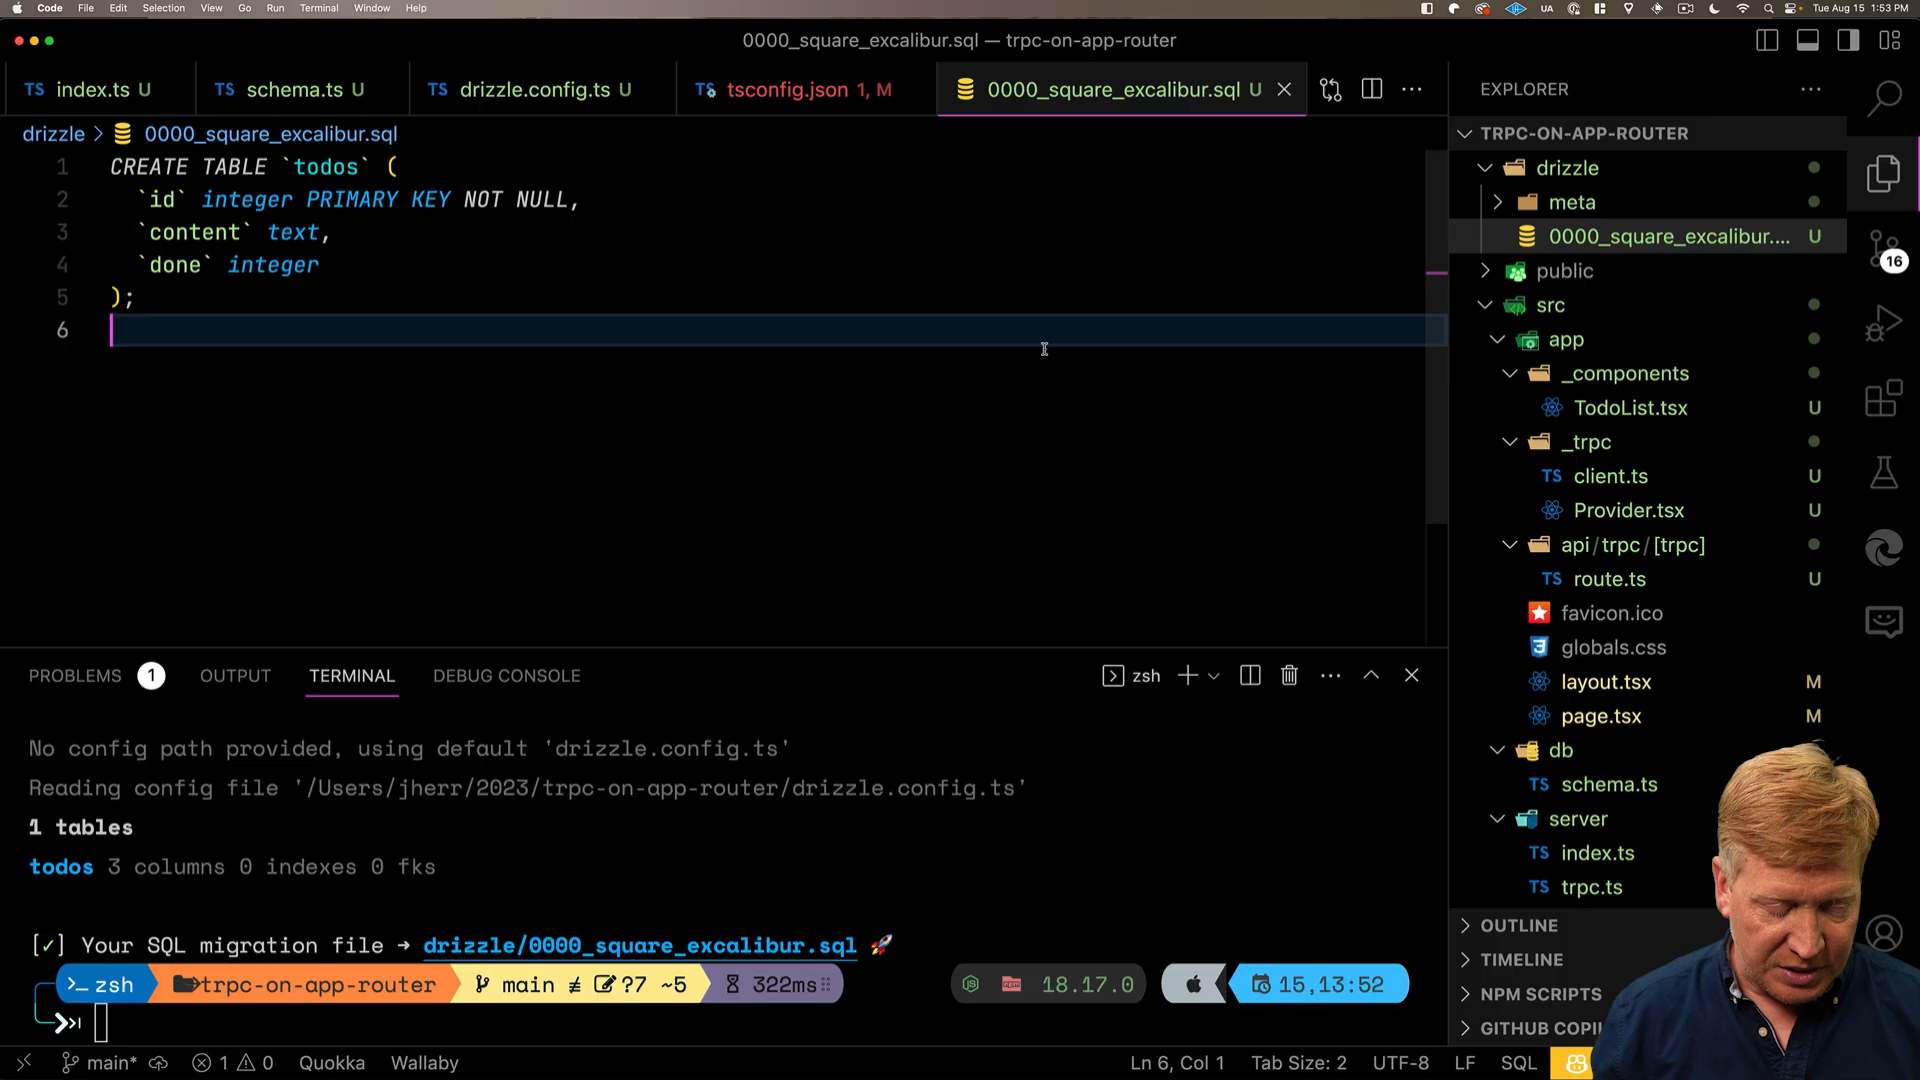 Code File Edit Selection View Go Run Terminal Window Help
UA Tue Aug 15 1:53 PM
0000_square_excalibur.sql — trpc-on-app-router
TS index.ts U
TS schema.ts U
TS drizzle.config.ts U
TS tsconfig.json 1, M
0000_square_excalibur.sql U
drizzle > 0000_square_excalibur.sql
1 CREATE TABLE `todos` (
2 `id` integer PRIMARY KEY NOT NULL,
3 `content` text,
4 `done` integer
5 );
6
EXPLORER
TRPC-ON-APP-ROUTER
drizzle
meta
0000_square_excalibur.... U
public
src
app
_components
TodoList.tsx U
_trpc
TS client.ts U
Provider.tsx U
api/trpc/[trpc]
TS route.ts U
favicon.ico
globals.css
layout.tsx M
page.tsx M
db
TS schema.ts
server
TS index.ts
TS trpc.ts
OUTLINE
TIMELINE
NPM SCRIPTS
GITHUB COPI
16
PROBLEMS 1 OUTPUT TERMINAL DEBUG CONSOLE
zsh
No config path provided, using default 'drizzle.config.ts'
Reading config file '/Users/jherr/2023/trpc-on-app-router/drizzle.config.ts'
1 tables
todos 3 columns 0 indexes 0 fks
[✓] Your SQL migration file → drizzle/0000_square_excalibur.sql 🚀
>_ zsh trpc-on-app-router main ≢ ?7 ~5 322ms
18.17.0 15,13:52
main* 1 0 Quokka Wallaby
Ln 6, Col 1 Tab Size: 2 UTF-8 LF SQL